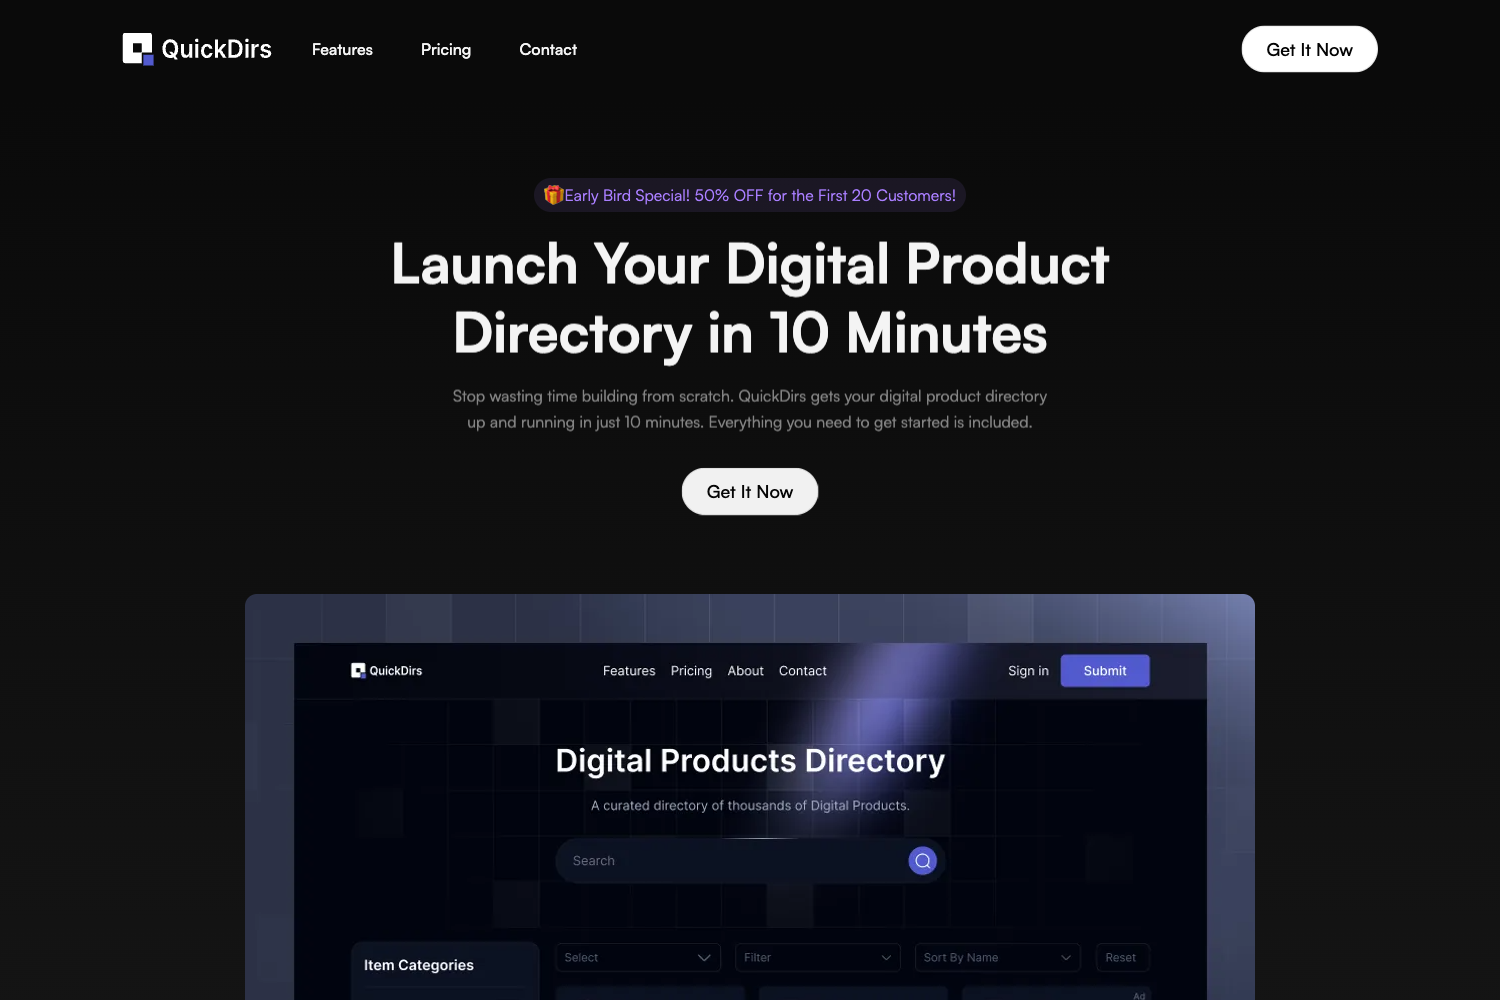 QuickDirs
Features
Pricing
Contact
Get It Now
🎁Early Bird Special! 50% OFF for the First 20 Customers!
Launch Your Digital Product
Directory in 10 Minutes
Stop wasting time building from scratch. QuickDirs gets your digital product directory
up and running in just 10 minutes. Everything you need to get started is included.
Get It Now
QuickDirs
Features
Pricing
About
Contact
Sign in
Submit
Digital Products Directory
A curated directory of thousands of Digital Products.
Search
Item Categories
Select
Filter
Sort By Name
Reset
Ad